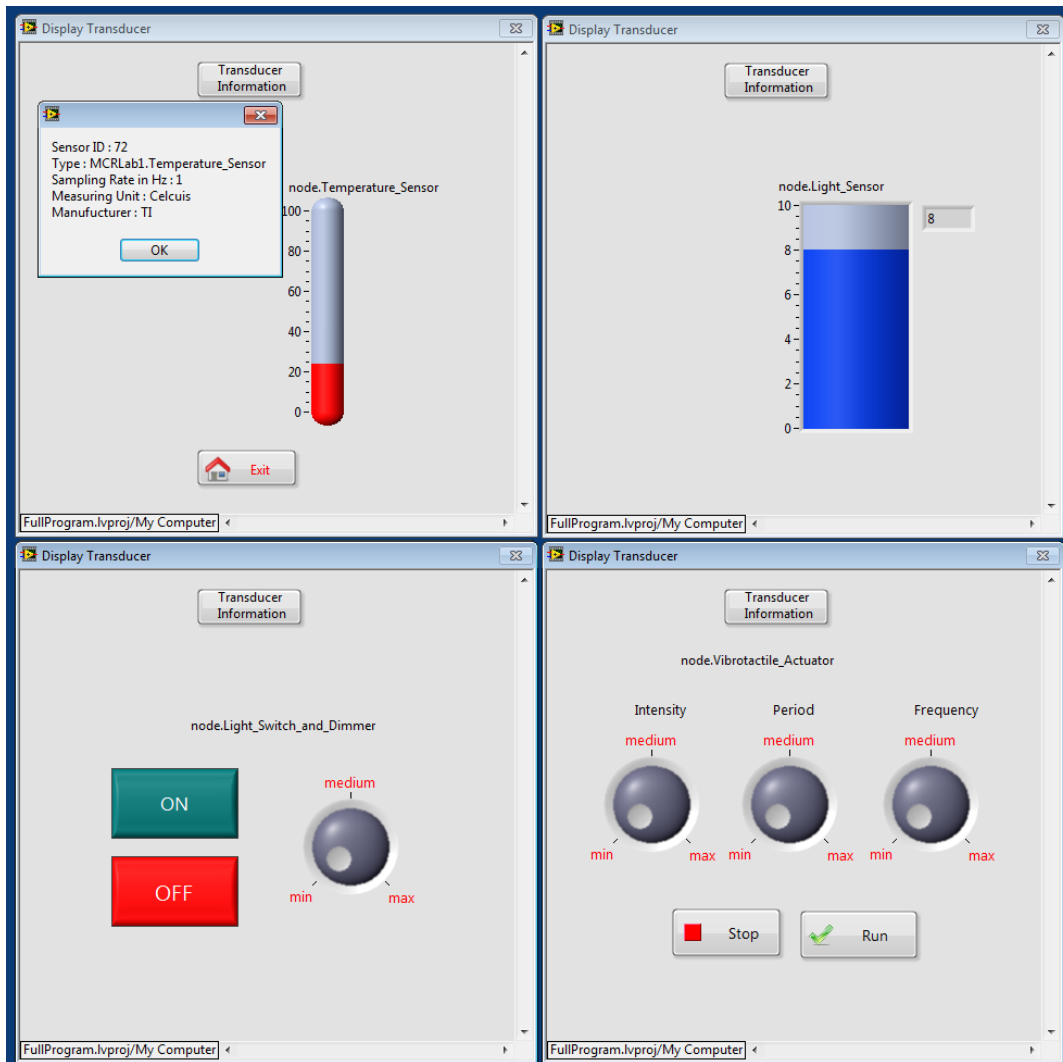 Display Transducer
Transducer
Information
Sensor ID : 72
Type : MCRLab1.Temperature_Sensor
Sampling Rate in Hz : 1
Measuring Unit : Celcuis
Manufucturer : TI
OK
node.Temperature_Sensor
100
80
60
40
20
0
Exit
FullProgram.lvproj/My Computer
Display Transducer
Transducer
Information
node.Light_Sensor
10
8
6
4
2
0
8
FullProgram.lvproj/My Computer
Display Transducer
Transducer
Information
node.Light_Switch_and_Dimmer
ON
OFF
medium
min max
FullProgram.lvproj/My Computer
Display Transducer
Transducer
Information
node.Vibrotactile_Actuator
Intensity Period Frequency
medium medium medium
min max min max min max
Stop Run
FullProgram.lvproj/My Computer